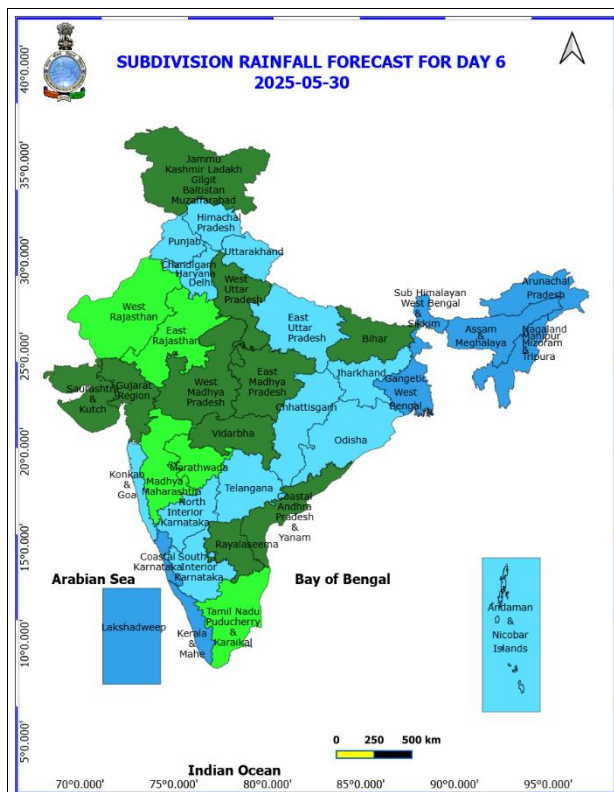 SUBDIVISION RAINFALL FORECAST FOR DAY 6
2025-05-30
40°0.000'
35°0.000'
30°0.000'
25°0.000'
20°0.000'
15°0.000'
10°0.000'
5°0.000'
Jammu
Kashmir Ladakh
Gilgit
Baltistan
Muzaffarabad
Himachal
Pradesh
Punjab
Uttarakhand
Chandigarh
Haryana
Delhi
West
Uttar
Pradesh
West
Rajasthan
East
Rajasthan
East
Uttar
Pradesh
Bihar
Sub Himalayan
West Bengal
&
Sikkim
Arunachal
Pradesh
Assam
&
Meghalaya
Nagaland
Manipur
Mizoram
&
Tripura
Saurashtra
&
Kutch
Gujarat
Region
West
Madhya
Pradesh
East
Madhya
Pradesh
Jharkhand
Gangetic
West
Bengal
Chhattisgarh
Odisha
Vidarbha
Konkan
&
Goa
Madhya
Maharashtra
Marathwada
Telangana
North
Interior
Karnataka
Coastal
Andhra
Pradesh
&
Yanam
Rayalaseema
Coastal
Karnataka
South
Interior
Karnataka
Arabian Sea
Bay of Bengal
Lakshadweep
Kerala
&
Mahe
Tamil Nadu
Puducherry
&
Karaikal
Andaman
&
Nicobar
Islands
0 250 500 km
Indian Ocean
70°0.000' 75°0.000' 80°0.000' 85°0.000' 90°0.000' 95°0.000'